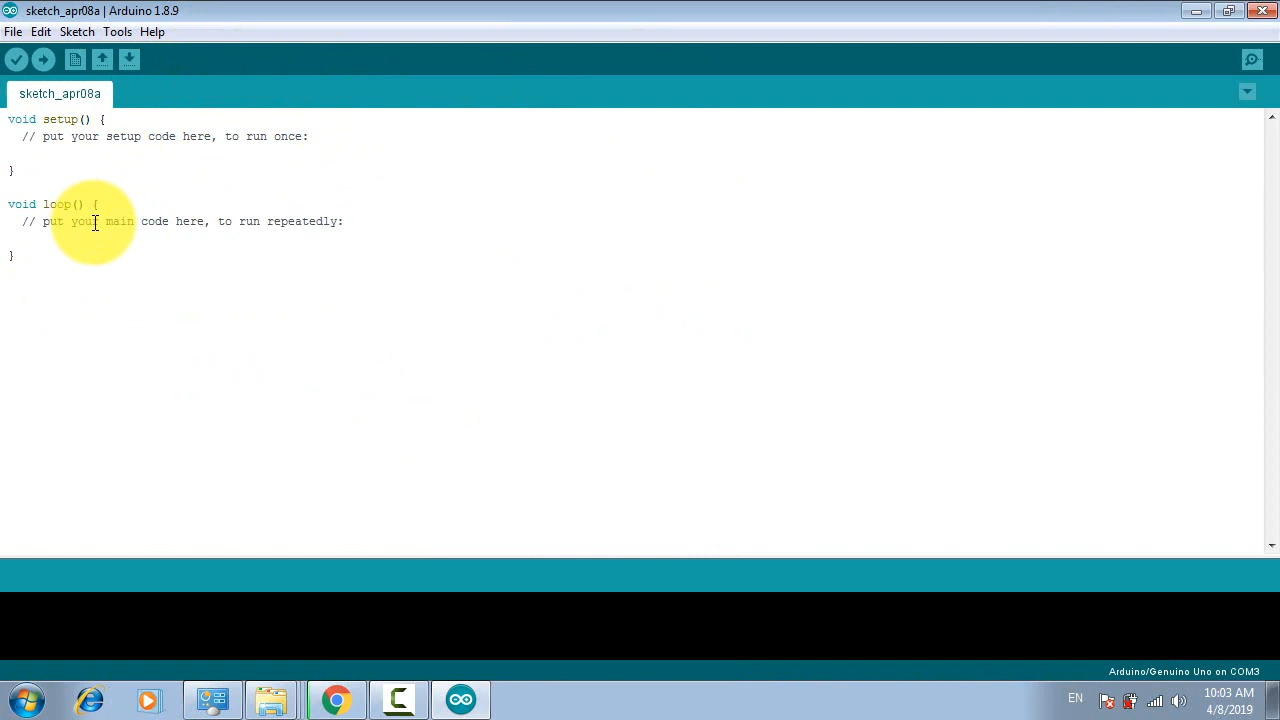 sketch_apr08a | Arduino 1.8.9
File Edit Sketch Tools Help
sketch_apr08a
void setup() {
// put your setup code here, to run once:
}
void loop() {
// put your main code here, to run repeatedly:
}
Arduino/Genuino Uno on COM3
EN
10:03 AM
4/8/2019